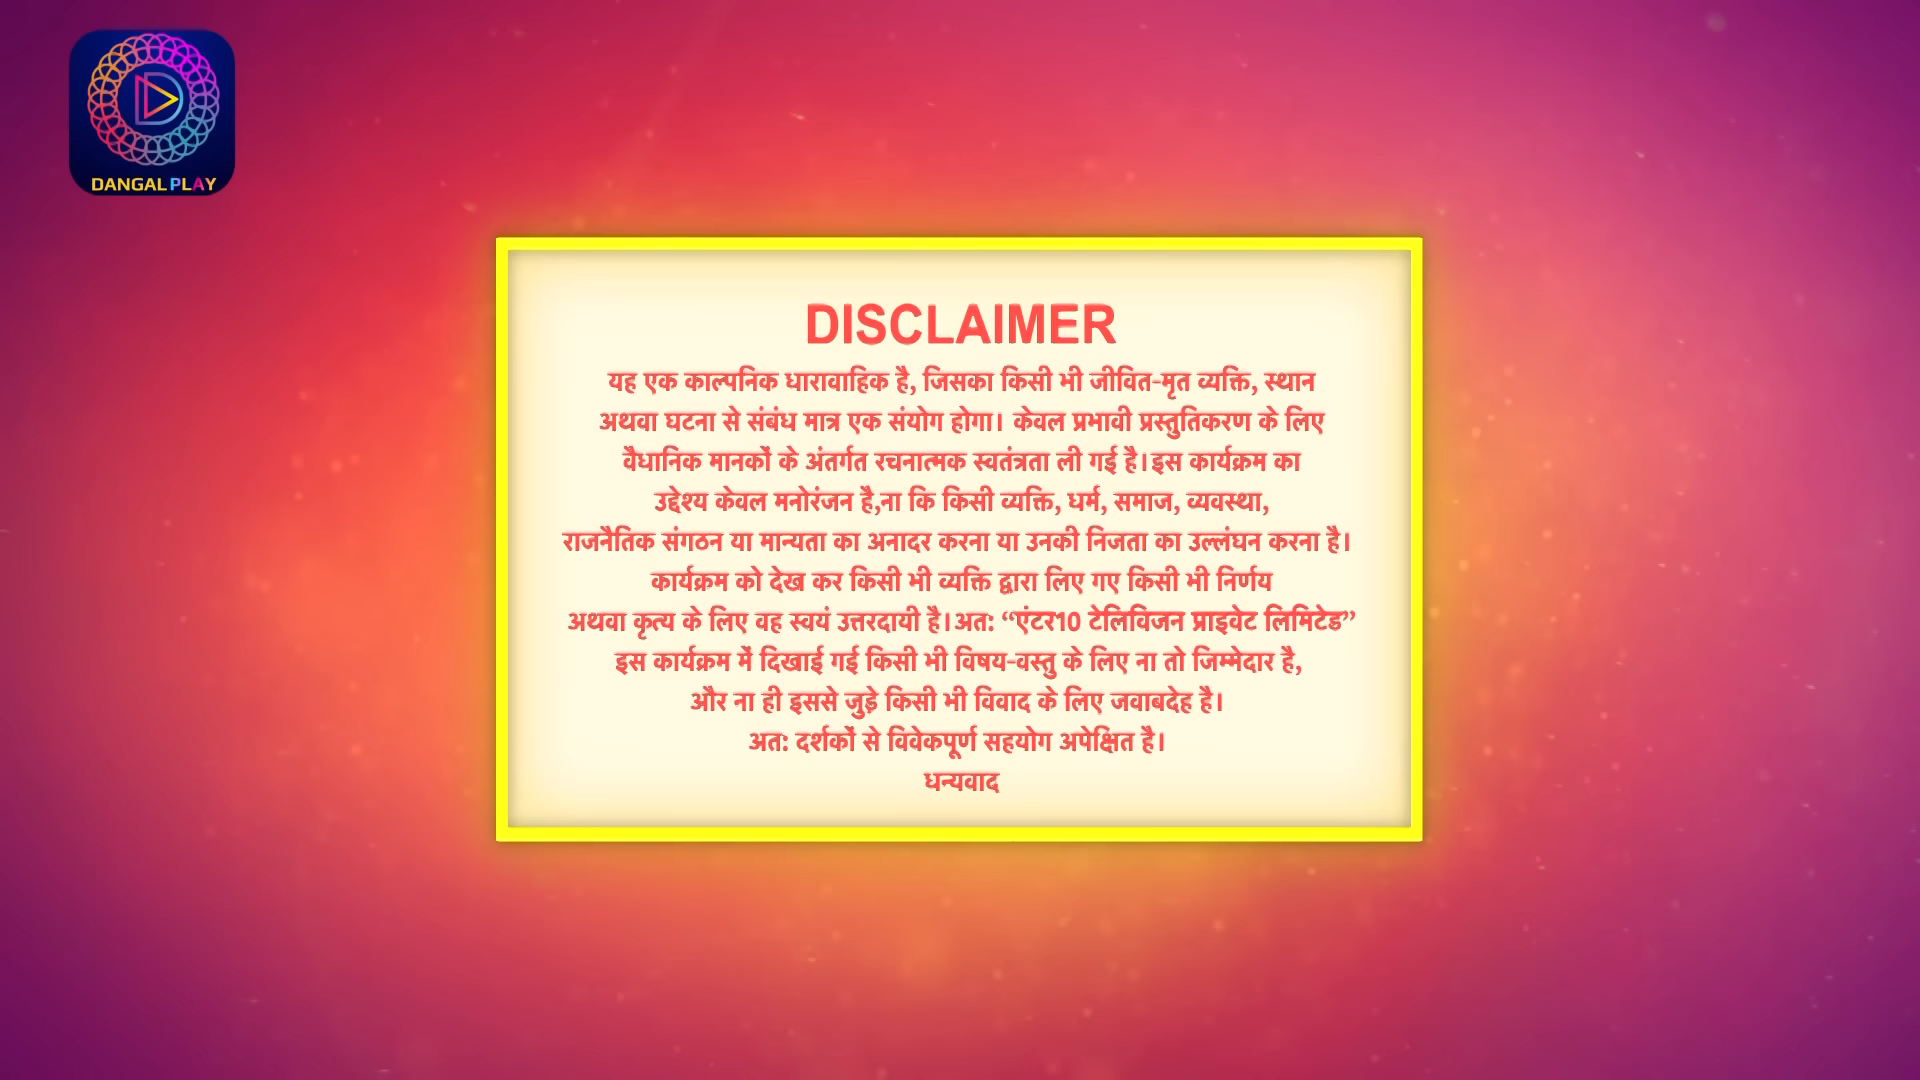 DANGAL PLAY
DISCLAIMER
यह एक काल्पनिक धारावाहिक है, जिसका किसी भी जीवित-मृत व्यक्ति, स्थान
अथवा घटना से संबंध मात्र एक संयोग होगा। केवल प्रभावी प्रस्तुतिकरण के लिए
वैधानिक मानकों के अंतर्गत रचनात्मक स्वतंत्रता ली गई है।इस कार्यक्रम का
उद्देश्य केवल मनोरंजन है,ना कि किसी व्यक्ति, धर्म, समाज, व्यवस्था,
राजनैतिक संगठन या मान्यता का अनादर करना या उनकी निजता का उल्लंघन करना है।
कार्यक्रम को देख कर किसी भी व्यक्ति द्वारा लिए गए किसी भी निर्णय
अथवा कृत्य के लिए वह स्वयं उत्तरदायी है।अत: “एंटर10 टेलिविजन प्राइवेट लिमिटेड”
इस कार्यक्रम में दिखाई गई किसी भी विषय-वस्तु के लिए ना तो जिम्मेदार है,
और ना ही इससे जुड़े किसी भी विवाद के लिए जवाबदेह है।
अत: दर्शकों से विवेकपूर्ण सहयोग अपेक्षित है।
धन्यवाद